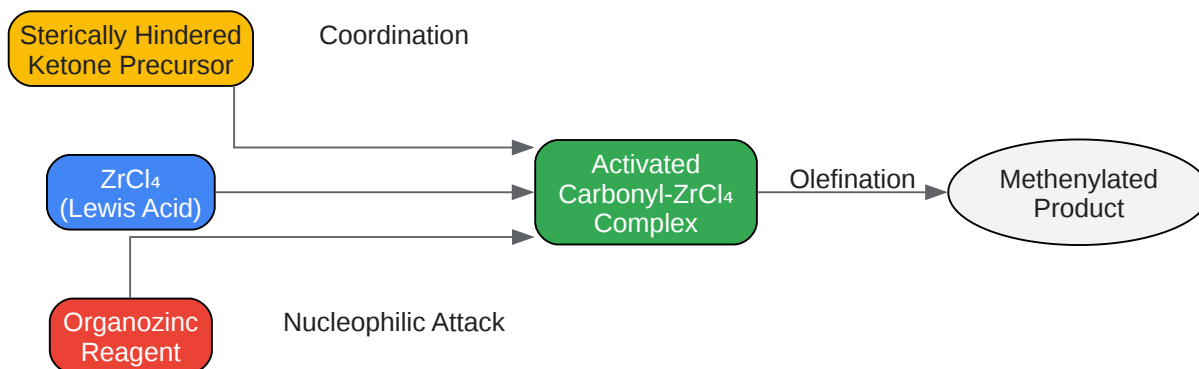 Sterically Hindered
Ketone Precursor
Coordination
ZrCl₄
(Lewis Acid)
Activated
Carbonyl-ZrCl₄
Complex
Olefination
Methenylated
Product
Organozinc
Reagent
Nucleophilic Attack